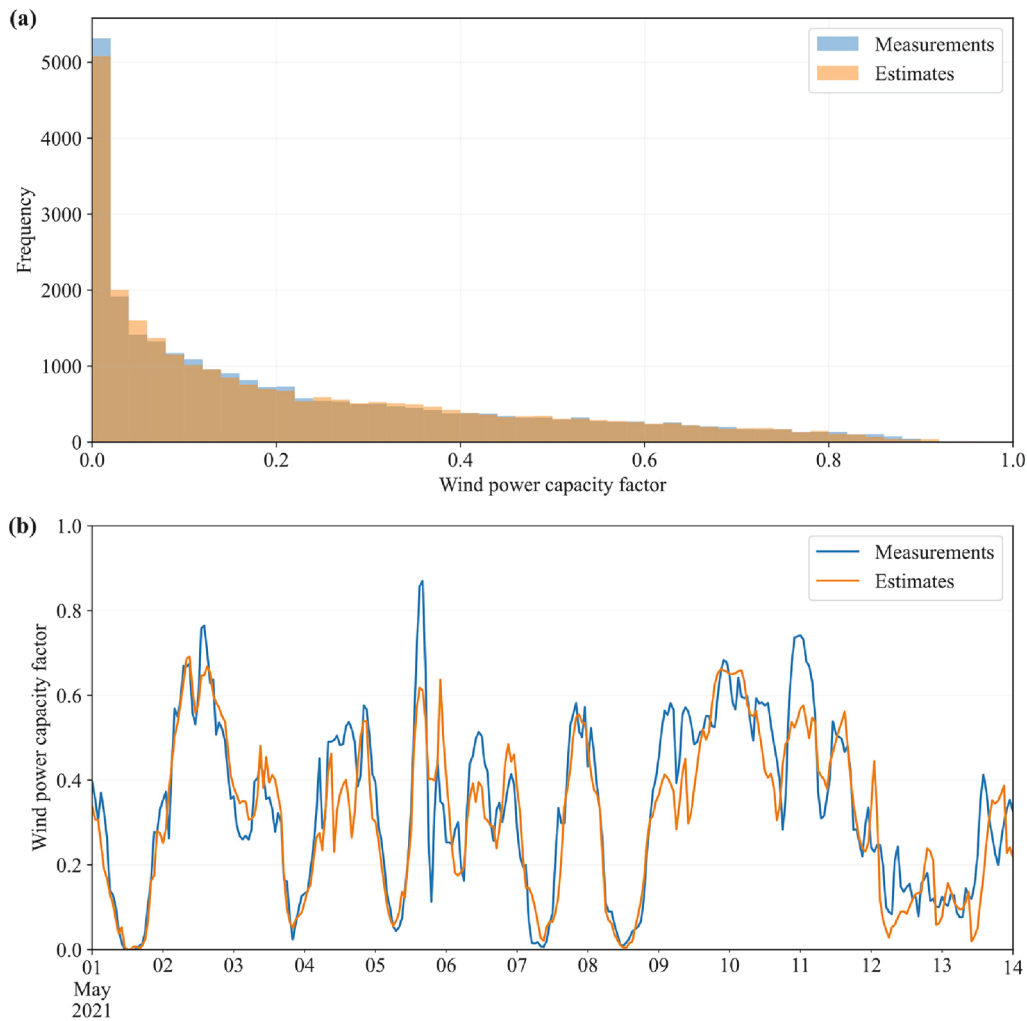 (a)
Measurements
Estimates
5000
4000
3000
2000
1000
0
Frequency
0.0 0.2 0.4 0.6 0.8 1.0
Wind power capacity factor
(b)
Measurements
Estimates
1.0
0.8
0.6
0.4
0.2
0.0
Wind power capacity factor
01 02 03 04 05 06 07 08 09 10 11 12 13 14
May
2021